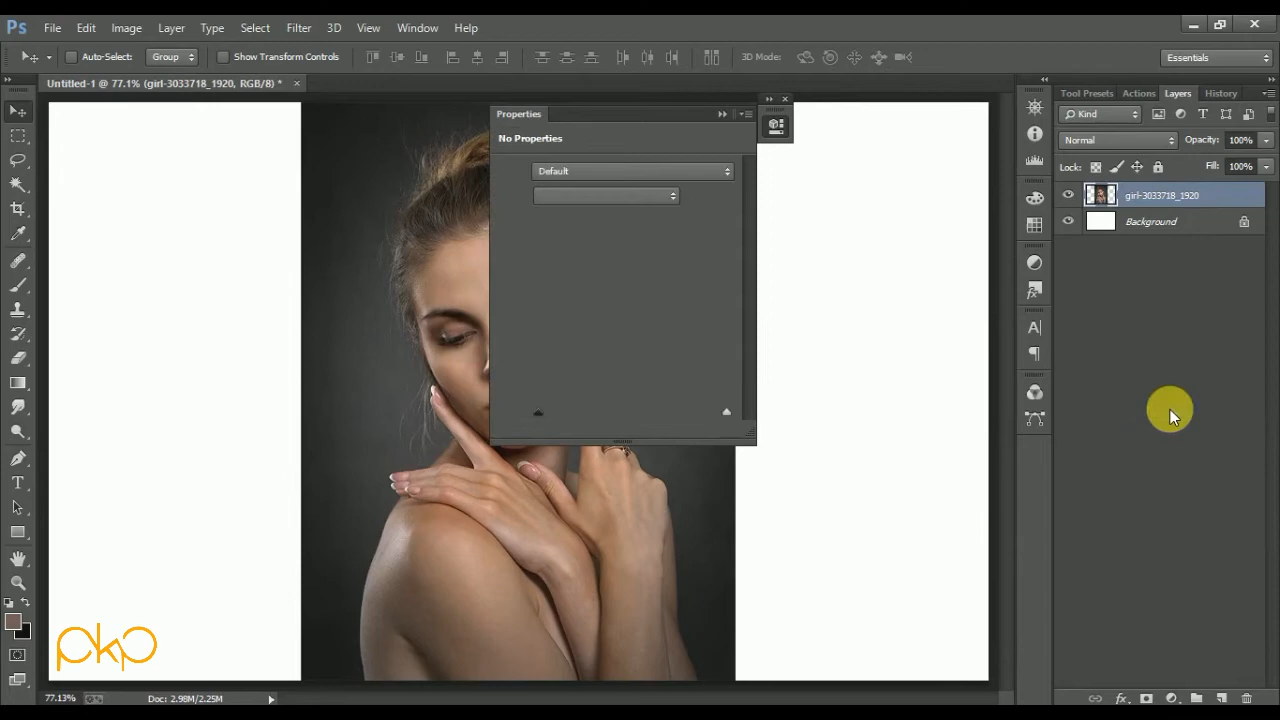 Ps File Edit Image Layer Type Select Filter 3D View Window Help
Auto-Select: Group Show Transform Controls 3D Mode: Essentials
Untitled-1 @ 77.1% (girl-3033718_1920, RGB/8) * ×
Properties
No Properties
Default
Tool Presets Actions Layers History
Kind
Normal Opacity: 100%
Lock: Fill: 100%
girl-3033718_1920
Background
pkp
77.13% Doc: 2.98M/2.25M